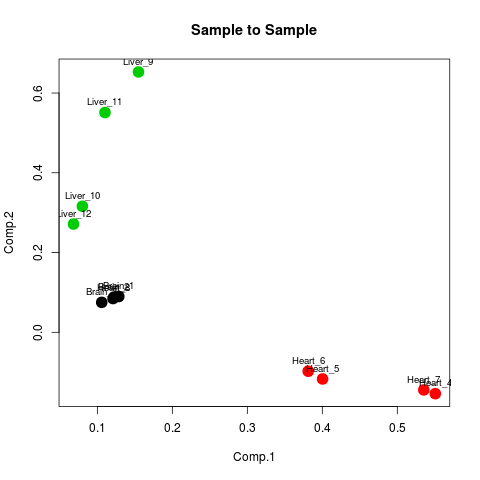 Sample to Sample
Liver_9
Liver_11
Liver_10
Liver_12
Brain
Heart_6
Heart_5
Heart_7
Heart_4
0.0
0.2
0.4
0.6
Comp.2
0.1
0.2
0.3
0.4
0.5
Comp.1